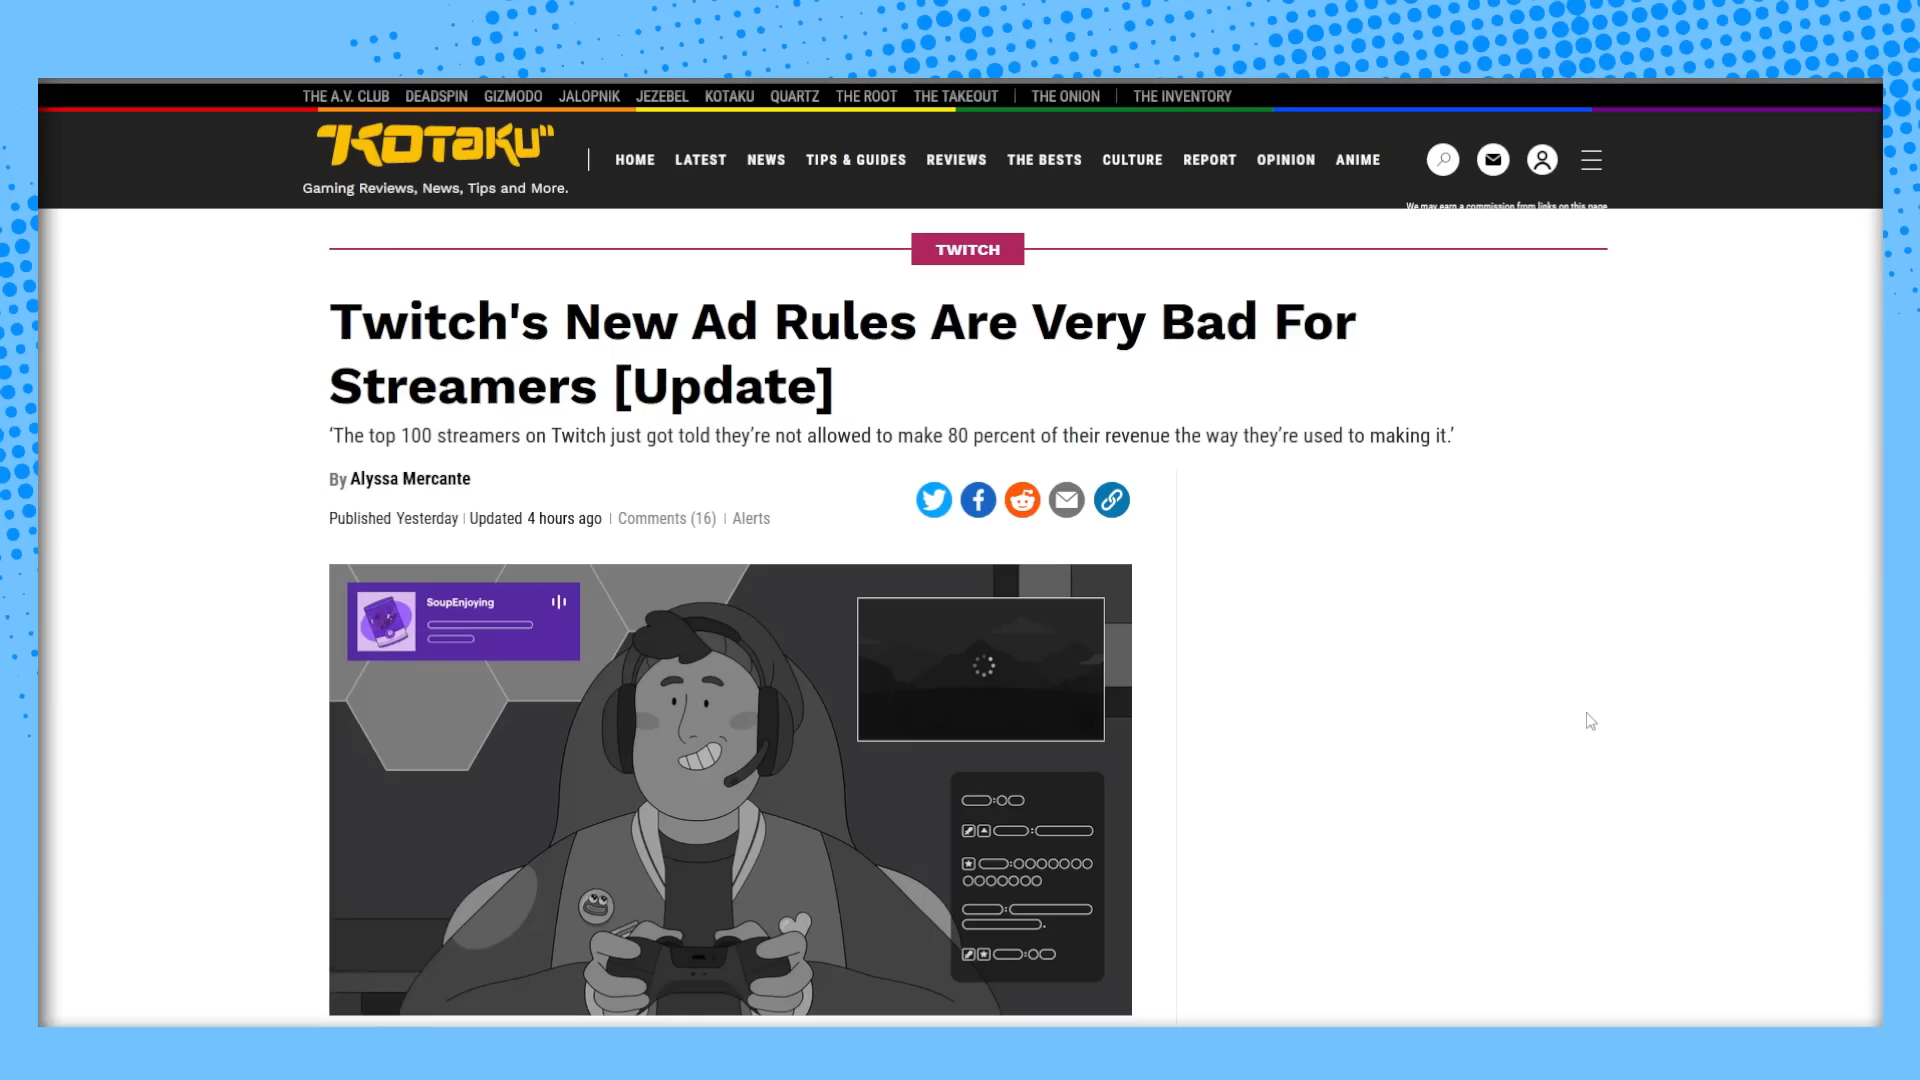 THE A.V. CLUB DEADSPIN GIZMODO JALOPNIK JEZEBEL KOTAKU QUARTZ THE ROOT THE TAKEOUT | THE ONION | THE INVENTORY
"KOTAKU"
Gaming Reviews, News, Tips and More.
HOME LATEST NEWS TIPS & GUIDES REVIEWS THE BESTS CULTURE REPORT OPINION ANIME
We may earn a commission from links on this page
TWITCH
Twitch's New Ad Rules Are Very Bad For
Streamers [Update]
‘The top 100 streamers on Twitch just got told they’re not allowed to make 80 percent of their revenue the way they’re used to making it.’
By Alyssa Mercante
Published Yesterday | Updated 4 hours ago | Comments (16) | Alerts
SoupEnjoying